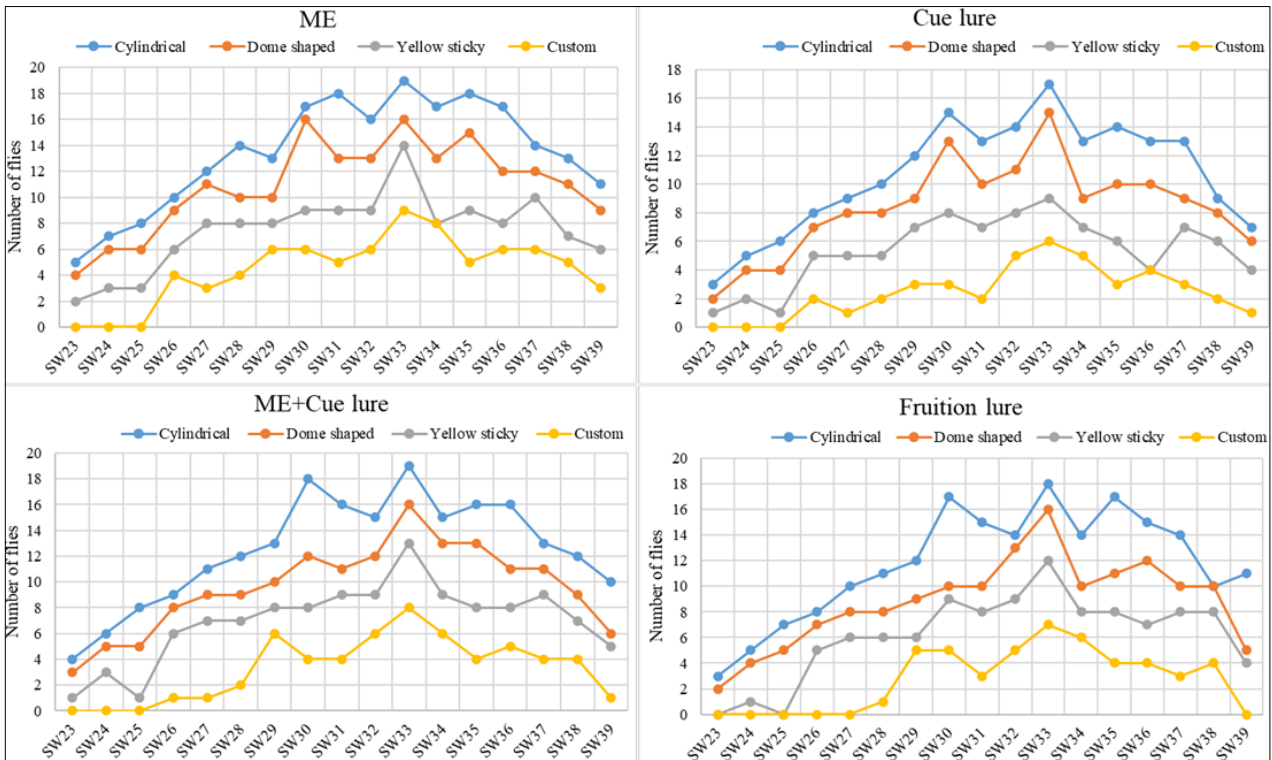 ME
Cylindrical Dome shaped Yellow sticky Custom
Number of flies
20
18
16
14
12
10
8
6
4
2
0
SW23 SW24 SW25 SW26 SW27 SW28 SW29 SW30 SW31 SW32 SW33 SW34 SW35 SW36 SW37 SW38 SW39
Cue lure
Cylindrical Dome shaped Yellow sticky Custom
Number of flies
18
16
14
12
10
8
6
4
2
0
SW23 SW24 SW25 SW26 SW27 SW28 SW29 SW30 SW31 SW32 SW33 SW34 SW35 SW36 SW37 SW38 SW39
ME+Cue lure
Cylindrical Dome shaped Yellow sticky Custom
Number of flies
20
18
16
14
12
10
8
6
4
2
0
SW23 SW24 SW25 SW26 SW27 SW28 SW29 SW30 SW31 SW32 SW33 SW34 SW35 SW36 SW37 SW38 SW39
Fruition lure
Cylindrical Dome shaped Yellow sticky Custom
Number of flies
20
18
16
14
12
10
8
6
4
2
0
SW23 SW24 SW25 SW26 SW27 SW28 SW29 SW30 SW31 SW32 SW33 SW34 SW35 SW36 SW37 SW38 SW39